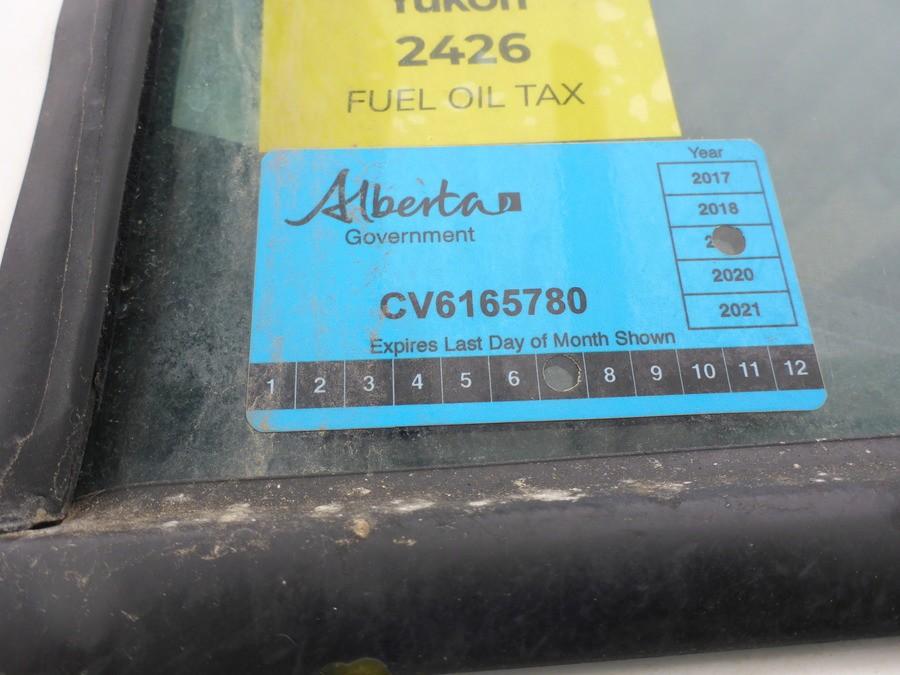 Yukon
2426
FUEL OIL TAX
Alberta
Government
Year
2017
2018
2020
2021
CV6165780
Expires Last Day of Month Shown
1 2 3 4 5 6 8 9 10 11 12